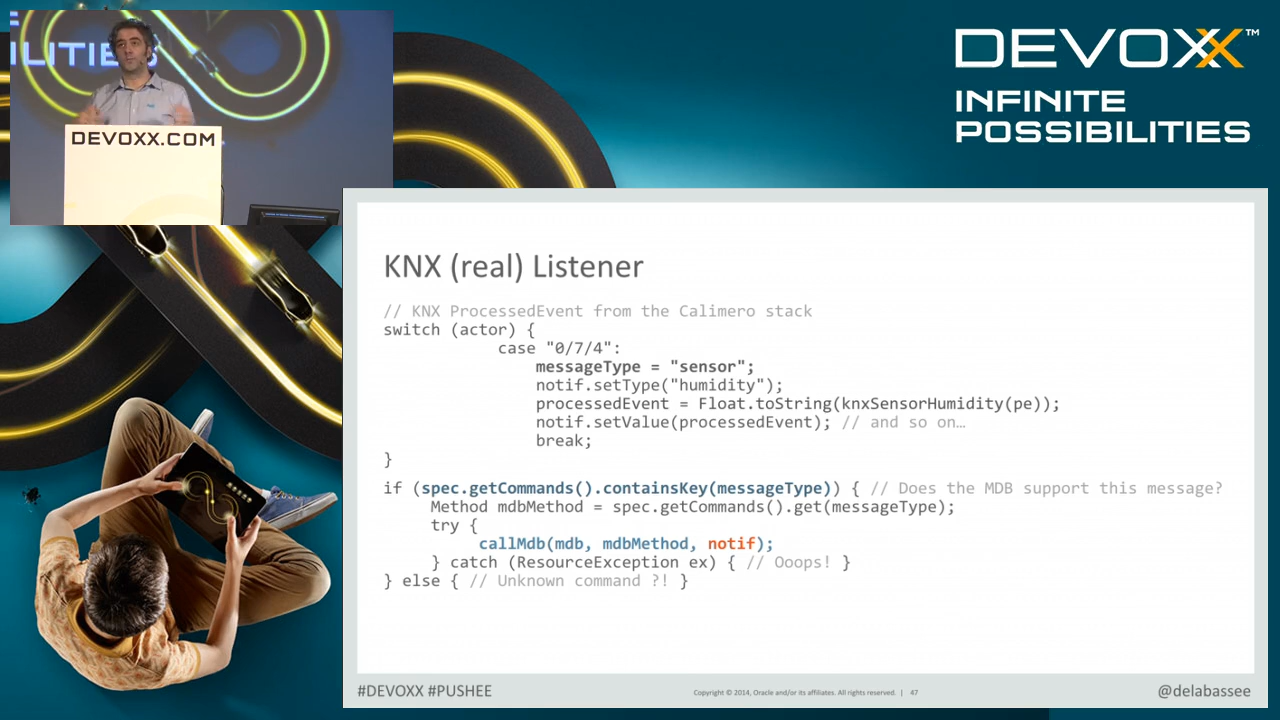 ILITIES
DEVOXX.COM
DEVOXX™
INFINITE
POSSIBILITIES
KNX (real) Listener
// KNX ProcessedEvent from the Calimero stack
switch (actor) {
case "0/7/4":
messageType = "sensor";
notif.setType("humidity");
processedEvent = Float.toString(knxSensorHumidity(pe));
notif.setValue(processedEvent); // and so on…
break;
}
if (spec.getCommands().containsKey(messageType)) { // Does the MDB support this message?
Method mdbMethod = spec.getCommands().get(messageType);
try {
callMdb(mdb, mdbMethod, notif);
} catch (ResourceException ex) { // Ooops! }
} else { // Unknown command ?! }
#DEVOXX #PUSHEE
Copyright © 2014, Oracle and/or its affiliates. All rights reserved. | 47
@delabassee